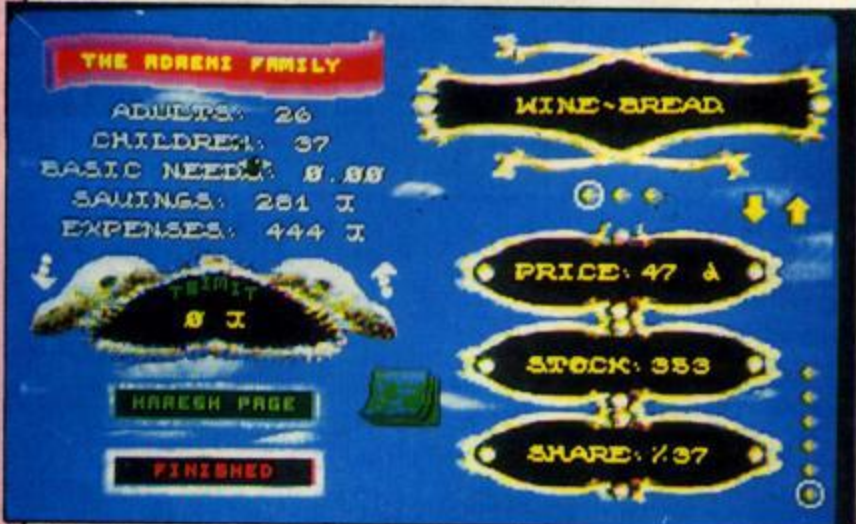 THE ADREMI FAMILY
ADULTS: 26
CHILDREN: 37
BASIC NEEDS: 0.00
SAVINGS: 281 J
EXPENSES: 444 J
0 J
HARESH PAGE
FINISHED
WINE-BREAD
PRICE: 47
STOCK: 353
SHARE: %37